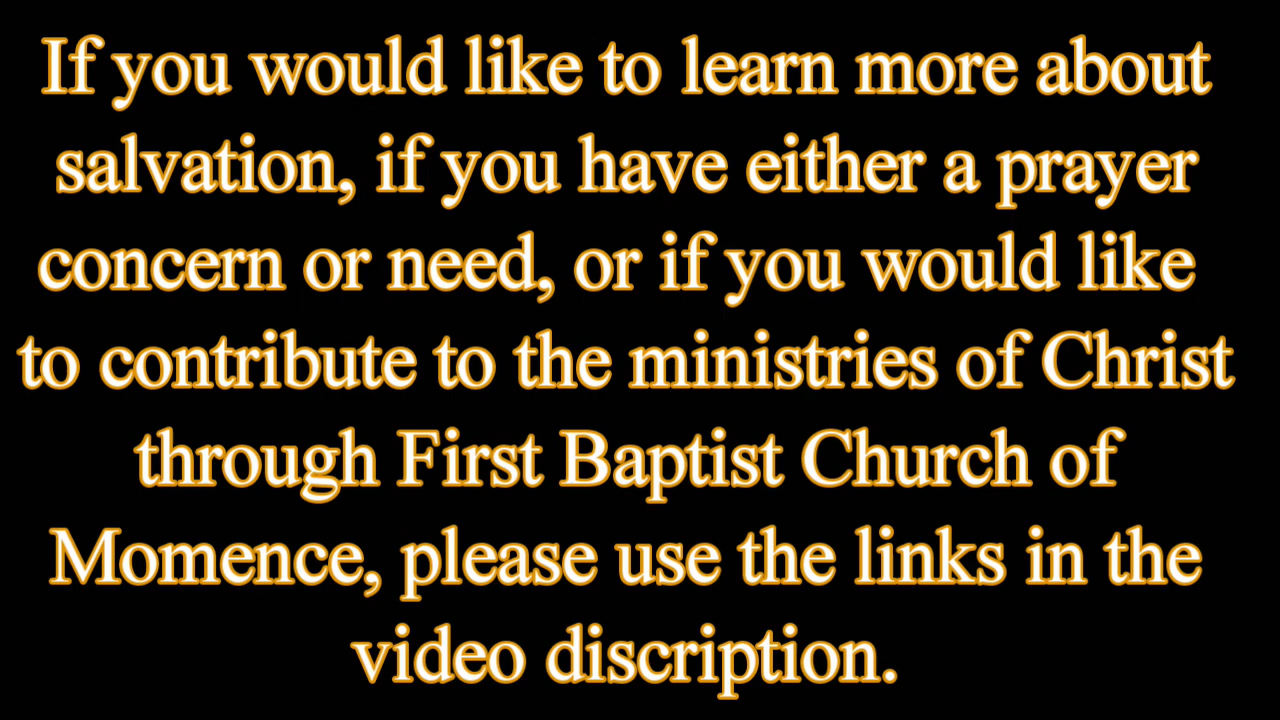 If you would like to learn more about
salvation, if you have either a prayer
concern or need, or if you would like
to contribute to the ministries of Christ
through First Baptist Church of
Momence, please use the links in the
video discription.